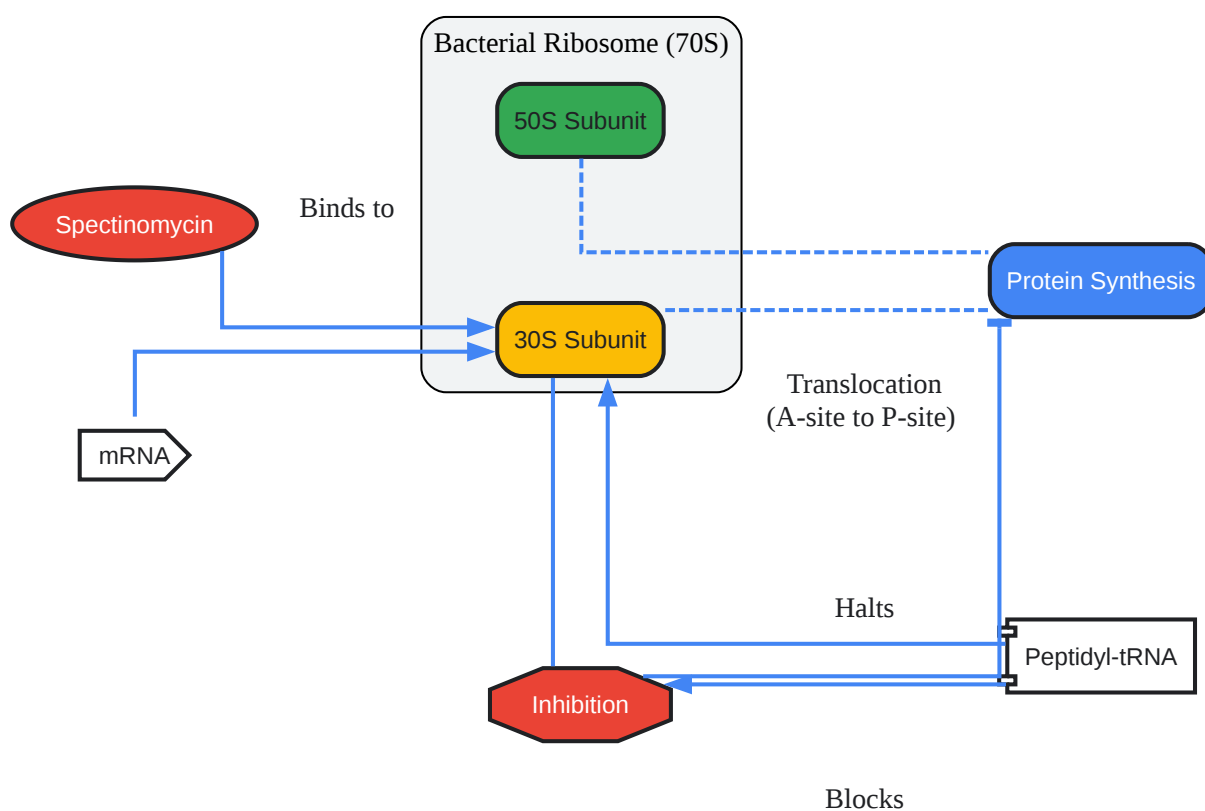 Bacterial Ribosome (70S)
50S Subunit
Spectinomycin
Binds to
Protein Synthesis
30S Subunit
Translocation
(A-site to P-site)
mRNA
Halts
Peptidyl-tRNA
Inhibition
Blocks